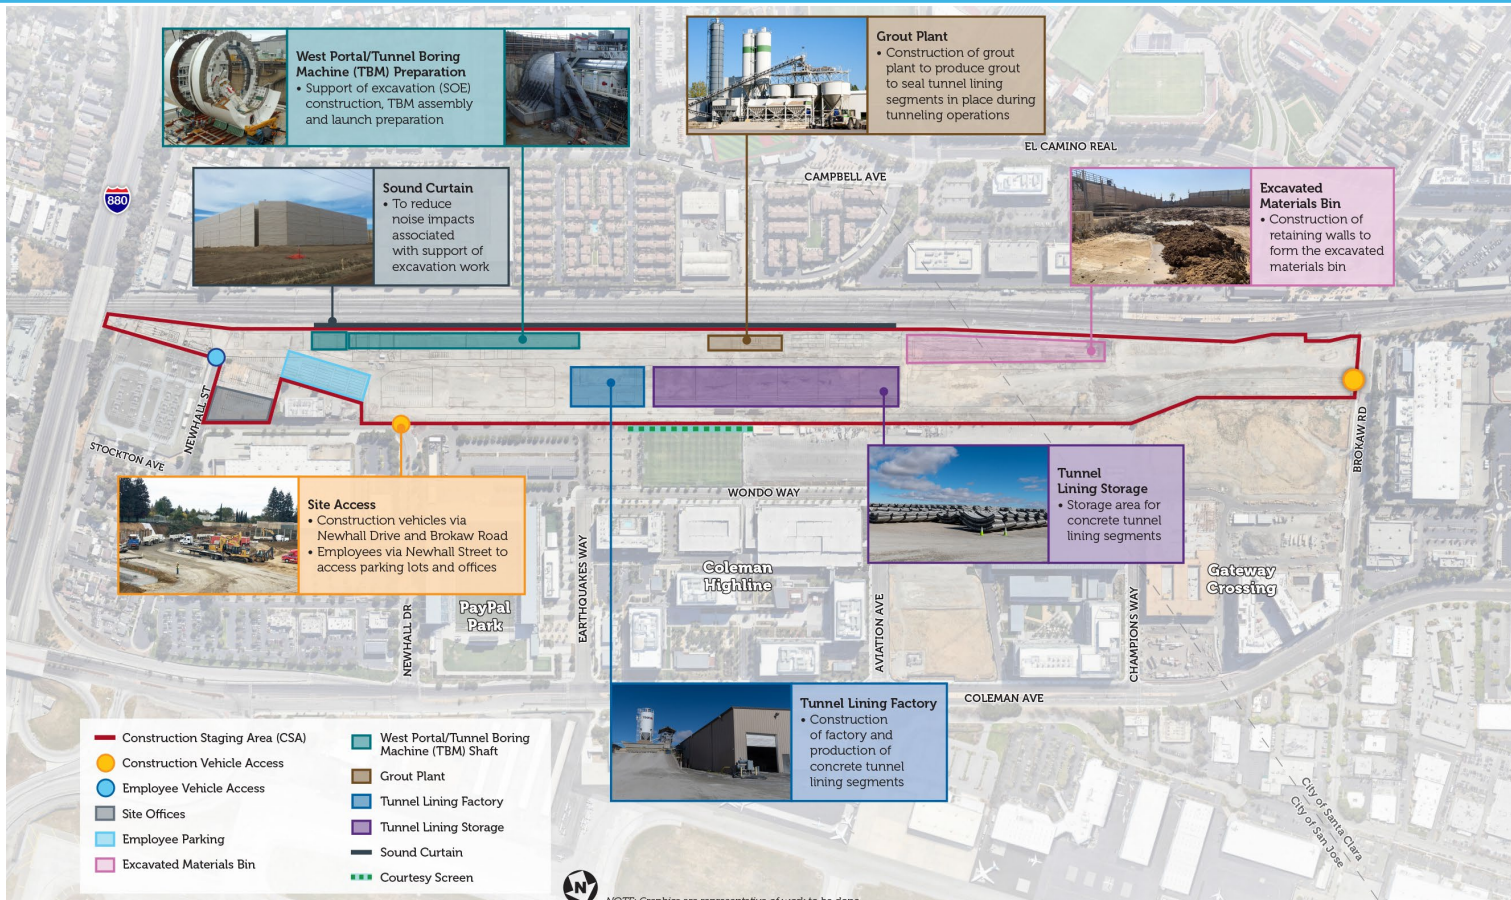 West Portal/Tunnel Boring
Machine (TBM) Preparation
• Support of excavation (SOE)
construction, TBM assembly
and launch preparation
Grout Plant
• Construction of grout
plant to produce grout
to seal tunnel lining
segments in place during
tunneling operations
EL CAMINO REAL
CAMPBELL AVE
880
Sound Curtain
• To reduce
noise impacts
associated
with support of
excavation work
Excavated
Materials Bin
• Construction of
retaining walls to
form the excavated
materials bin
NEWHALL ST
STOCKTON AVE
BROKAW RD
Site Access
• Construction vehicles via
Newhall Drive and Brokaw Road
• Employees via Newhall Street to
access parking lots and offices
Tunnel
Lining Storage
• Storage area for
concrete tunnel
lining segments
WONDO WAY
Coleman
Highline
Gateway
Crossing
PayPal
Park
NEWHALL DR
EARTHQUAKES WAY
AVIATION AVE
CHAMPIONS WAY
COLEMAN AVE
Tunnel Lining Factory
• Construction
of factory and
production of
concrete tunnel
lining segments
Construction Staging Area (CSA)
Construction Vehicle Access
Employee Vehicle Access
Site Offices
Employee Parking
Excavated Materials Bin
West Portal/Tunnel Boring
Machine (TBM) Shaft
Grout Plant
Tunnel Lining Factory
Tunnel Lining Storage
Sound Curtain
Courtesy Screen
City of Santa Clara
City of San Jose
N
NOTE: Graphics are representative of work to be done